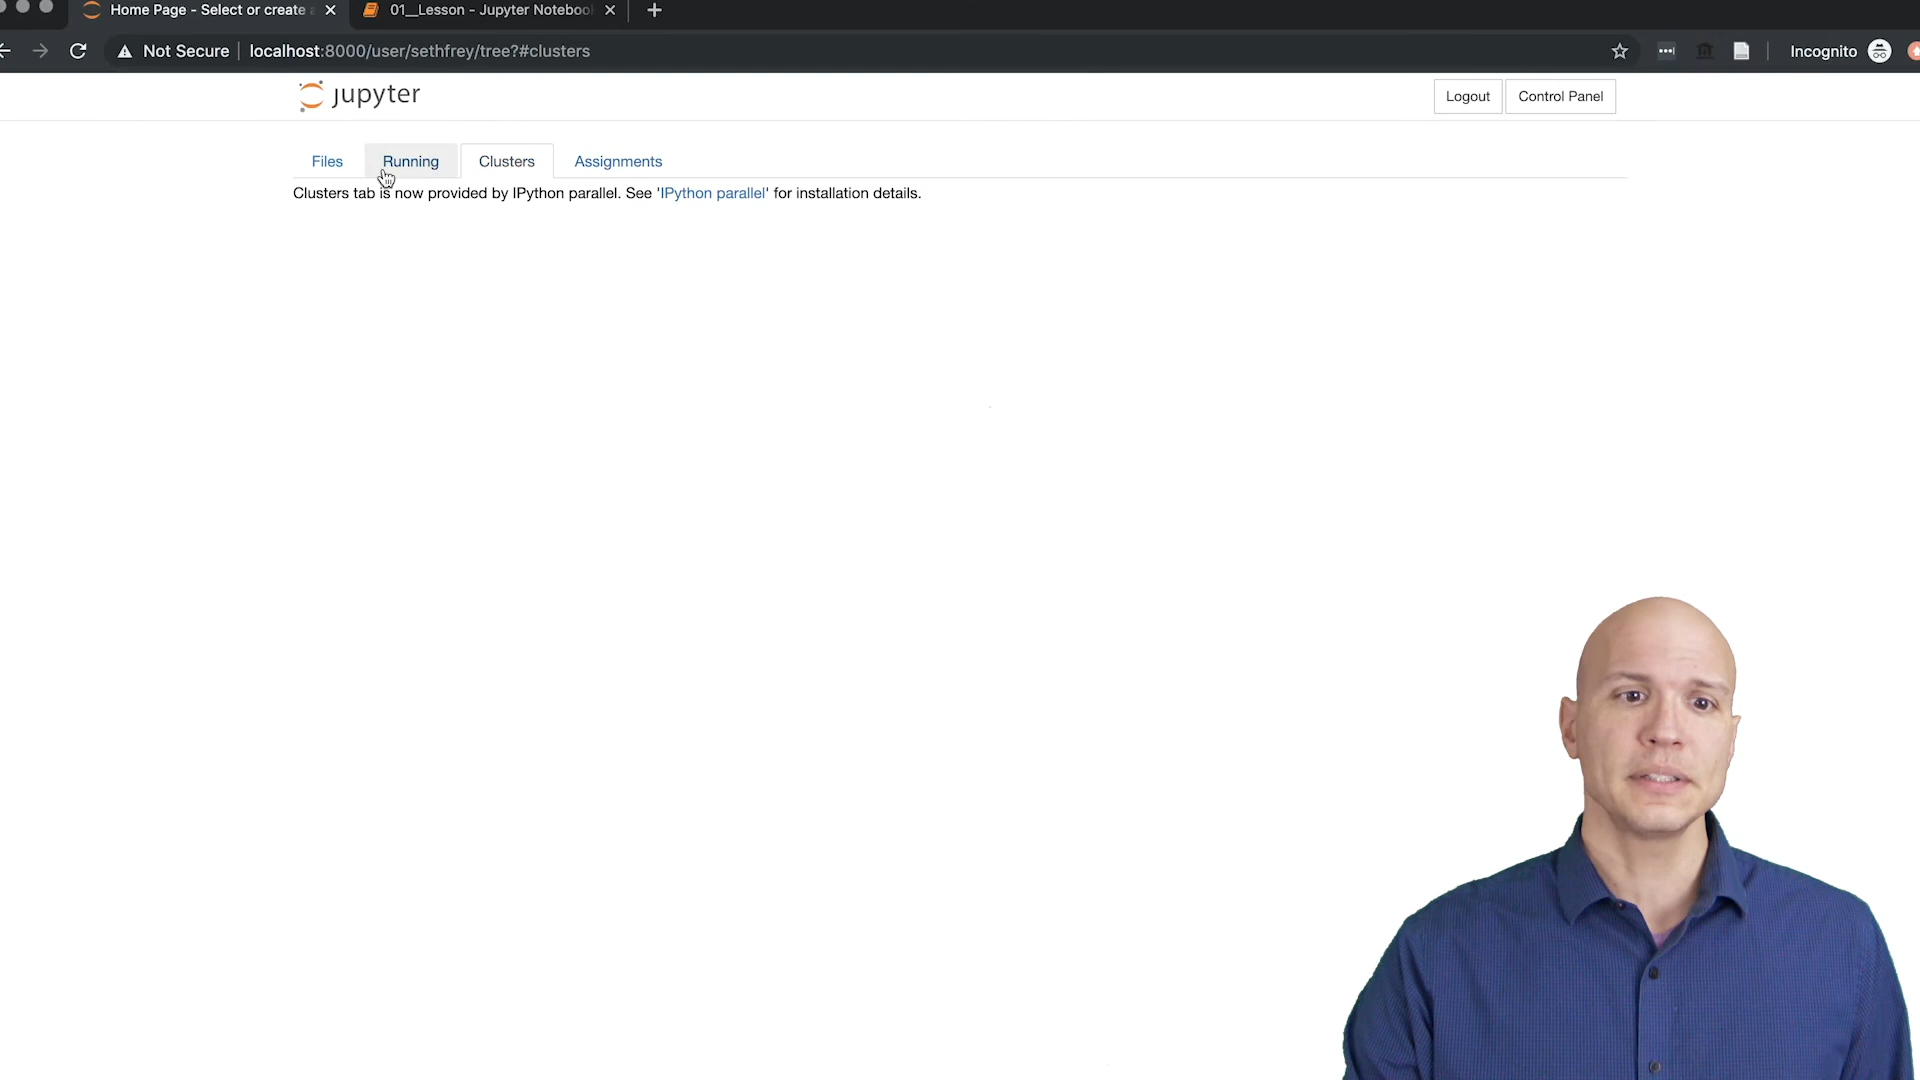 Home Page - Select or create a
01__Lesson - Jupyter Noteboo
Not Secure
localhost:8000/user/sethfrey/tree?#clusters
Incognito
jupyter
Logout
Control Panel
Files
Running
Clusters
Assignments
Clusters tab is now provided by IPython parallel. See 'IPython parallel' for installation details.